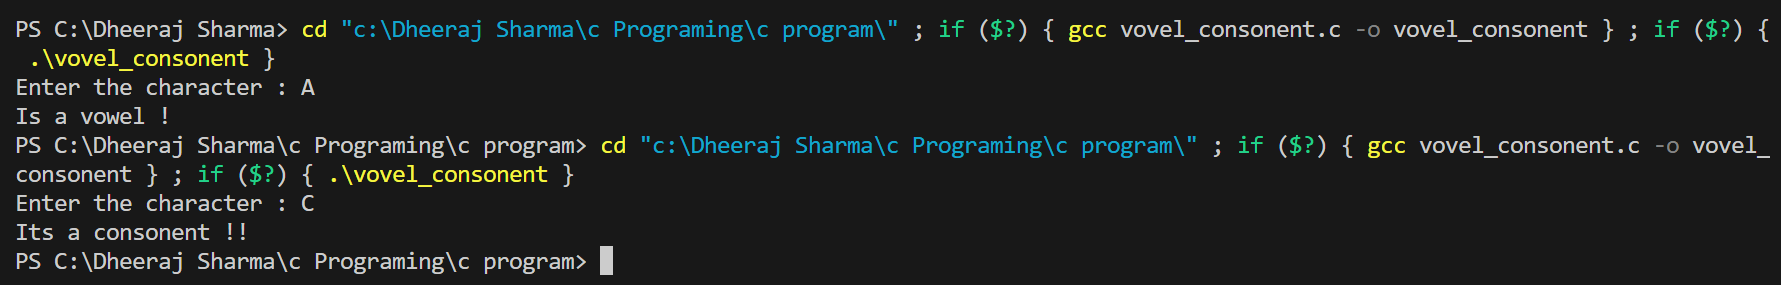 PS C:\Dheeraj Sharma> cd "c:\Dheeraj Sharma\c Programing\c program\" ; if ($?) { gcc vovel_consonent.c -o vovel_consonent } ; if ($?) {
 .\vovel_consonent }
Enter the character : A
Is a vowel !
PS C:\Dheeraj Sharma\c Programing\c program> cd "c:\Dheeraj Sharma\c Programing\c program\" ; if ($?) { gcc vovel_consonent.c -o vovel_
consonent } ; if ($?) { .\vovel_consonent }
Enter the character : C
Its a consonent !!
PS C:\Dheeraj Sharma\c Programing\c program>